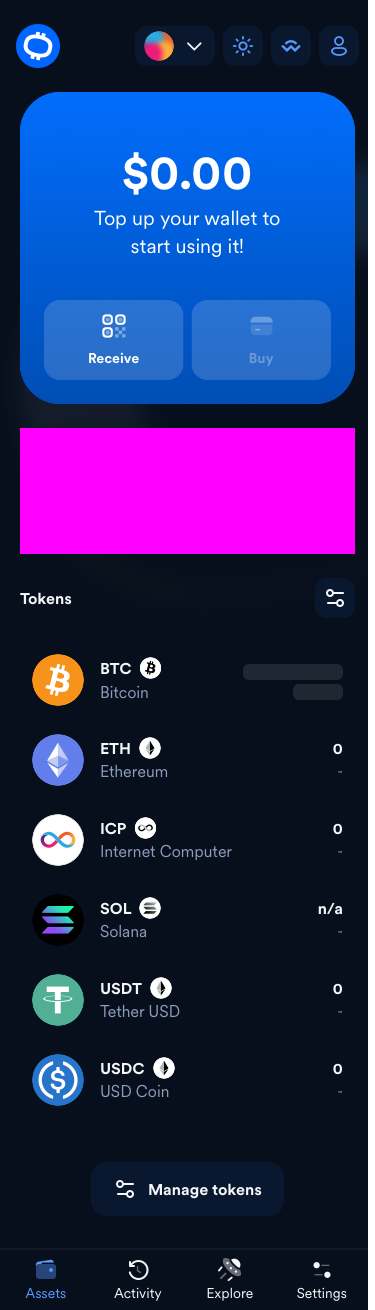 $0.00
Top up your wallet to
start using it!
Receive
Buy
Tokens
BTC
Bitcoin
ETH
0
Ethereum
-
ICP
0
Internet Computer
-
SOL
n/a
Solana
-
USDT
0
Tether USD
-
USDC
0
USD Coin
-
Manage tokens
Assets
Activity
Explore
Settings